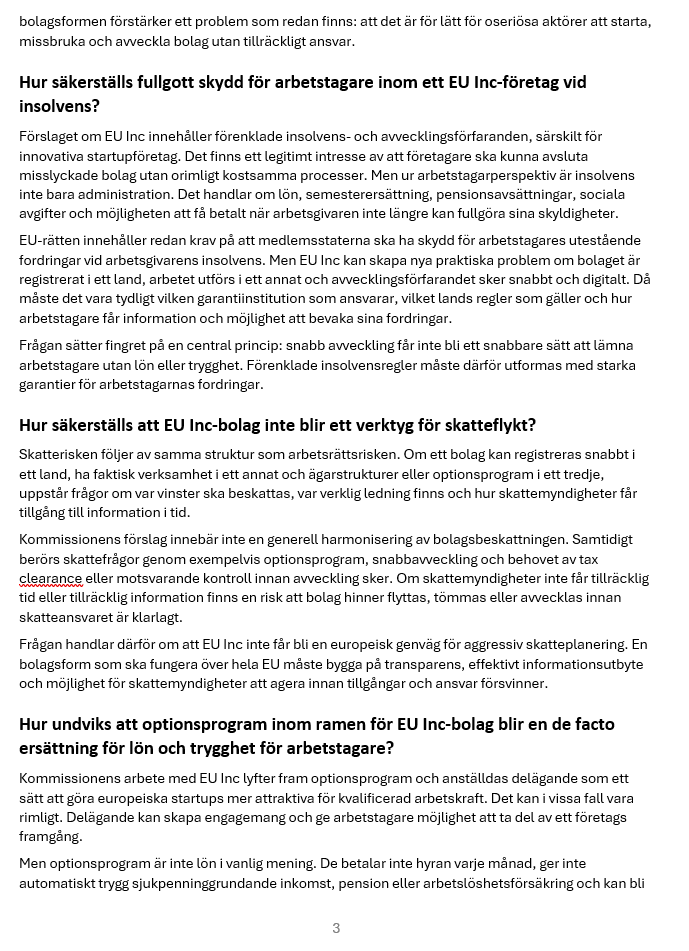 bolagsformen förstärker ett problem som redan finns: att det är för lätt för oseriösa aktörer att starta,
missbruka och avveckla bolag utan tillräckligt ansvar.
Hur säkerställs fullgott skydd för arbetstagare inom ett EU Inc-företag vid
insolvens?
Förslaget om EU Inc innehåller förenklade insolvens- och avvecklingsförfaranden, särskilt för
innovativa startupföretag. Det finns ett legitimt intresse av att företagare ska kunna avsluta
misslyckade bolag utan orimligt kostsamma processer. Men ur arbetstagarperspektiv är insolvens
inte bara administration. Det handlar om lön, semesterersättning, pensionsavsättningar, sociala
avgifter och möjligheten att få betalt när arbetsgivaren inte längre kan fullgöra sina skyldigheter.
EU-rätten innehåller redan krav på att medlemsstaterna ska ha skydd för arbetstagares utestående
fordringar vid arbetsgivarens insolvens. Men EU Inc kan skapa nya praktiska problem om bolaget är
registrerat i ett land, arbetet utförs i ett annat och avvecklingsförfarandet sker snabbt och digitalt. Då
måste det vara tydligt vilken garantiinstitution som ansvarar, vilket lands regler som gäller och hur
arbetstagare får information och möjlighet att bevaka sina fordringar.
Frågan sätter fingret på en central princip: snabb avveckling får inte bli ett snabbare sätt att lämna
arbetstagare utan lön eller trygghet. Förenklade insolvensregler måste därför utformas med starka
garantier för arbetstagarnas fordringar.
Hur säkerställs att EU Inc-bolag inte blir ett verktyg för skatteflykt?
Skatterisken följer av samma struktur som arbetsrättsrisken. Om ett bolag kan registreras snabbt i
ett land, ha faktisk verksamhet i ett annat och ägarstrukturer eller optionsprogram i ett tredje,
uppstår frågor om var vinster ska beskattas, var verklig ledning finns och hur skattemyndigheter får
tillgång till information i tid.
Kommissionens förslag innebär inte en generell harmonisering av bolagsbeskattningen. Samtidigt
berörs skattefrågor genom exempelvis optionsprogram, snabbavveckling och behovet av tax
clearance eller motsvarande kontroll innan avveckling sker. Om skattemyndigheter inte får tillräcklig
tid eller tillräcklig information finns en risk att bolag hinner flyttas, tömmas eller avvecklas innan
skatteansvaret är klarlagt.
Frågan handlar därför om att EU Inc inte får bli en europeisk genväg för aggressiv skatteplanering. En
bolagsform som ska fungera över hela EU måste bygga på transparens, effektivt informationsutbyte
och möjlighet för skattemyndigheter att agera innan tillgångar och ansvar försvinner.
Hur undviks att optionsprogram inom ramen för EU Inc-bolag blir en de facto
ersättning för lön och trygghet för arbetstagare?
Kommissionens arbete med EU Inc lyfter fram optionsprogram och anställdas delägande som ett
sätt att göra europeiska startups mer attraktiva för kvalificerad arbetskraft. Det kan i vissa fall vara
rimligt. Delägande kan skapa engagemang och ge arbetstagare möjlighet att ta del av ett företags
framgång.
Men optionsprogram är inte lön i vanlig mening. De betalar inte hyran varje månad, ger inte
automatiskt trygg sjukpenninggrundande inkomst, pension eller arbetslöshetsförsäkring och kan bli
3